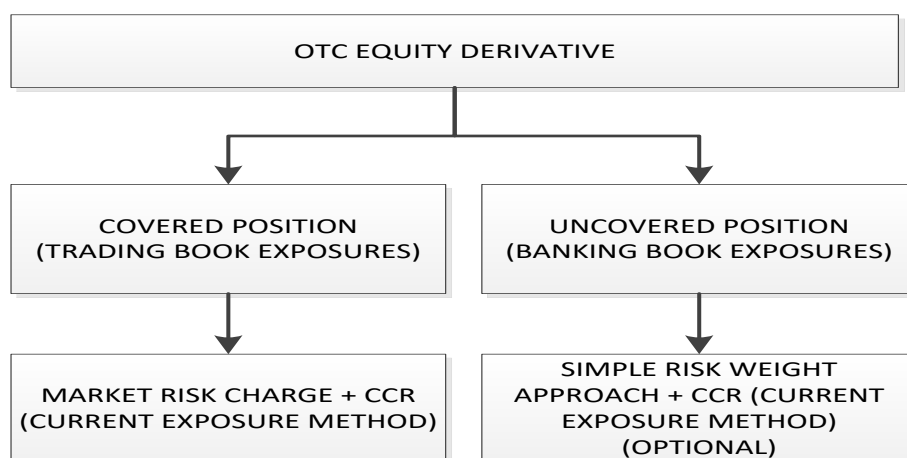 OTC EQUITY DERIVATIVE
COVERED POSITION
(TRADING BOOK EXPOSURES)
UNCOVERED POSITION
(BANKING BOOK EXPOSURES)
MARKET RISK CHARGE + CCR
(CURRENT EXPOSURE METHOD)
SIMPLE RISK WEIGHT
APPROACH + CCR (CURRENT
EXPOSURE METHOD)
(OPTIONAL)